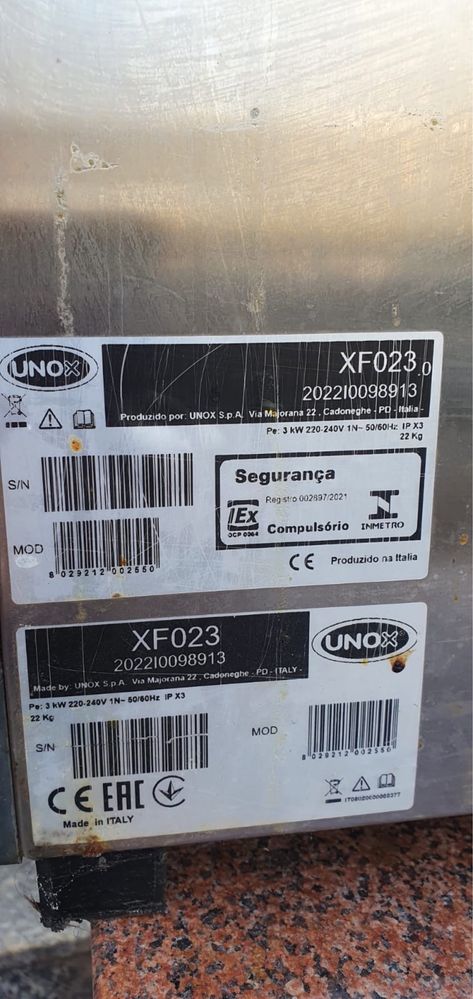 UNOX
XF023.0
2022I0098913
Produzido por: UNOX S.p.A. Via Majorana 22 . Cadoneghe - PD - Italia -
Pe: 3 kW 220-240V 1N~ 50/60Hz IP X3
22 Kg
S/N
MOD
8 029212 002550
Segurança
Registro 002897/2021
IEx
OCP 0064
Compulsório
INMETRO
CE Produzido na Italia
XF023
2022I0098913
UNOX
Made by: UNOX S.p.A. Via Majorana 22 . Cadoneghe - PD - ITALY -
Pe: 3 kW 220-240V 1N~ 50/60Hz IP X3
22 Kg
S/N
MOD
8 029212 002550
CE EAC
Made in ITALY